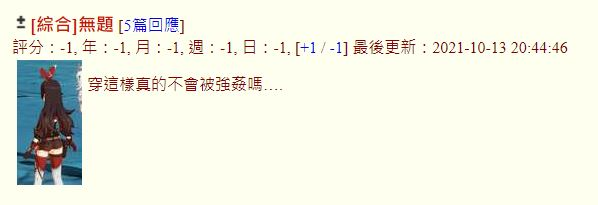 [綜合]無題 [5篇回應]
評分：-1, 年：-1, 月：-1, 週：-1, 日：-1, [+1 / -1] 最後更新：2021-10-13 20:44:46
穿這樣真的不會被強姦嗎....